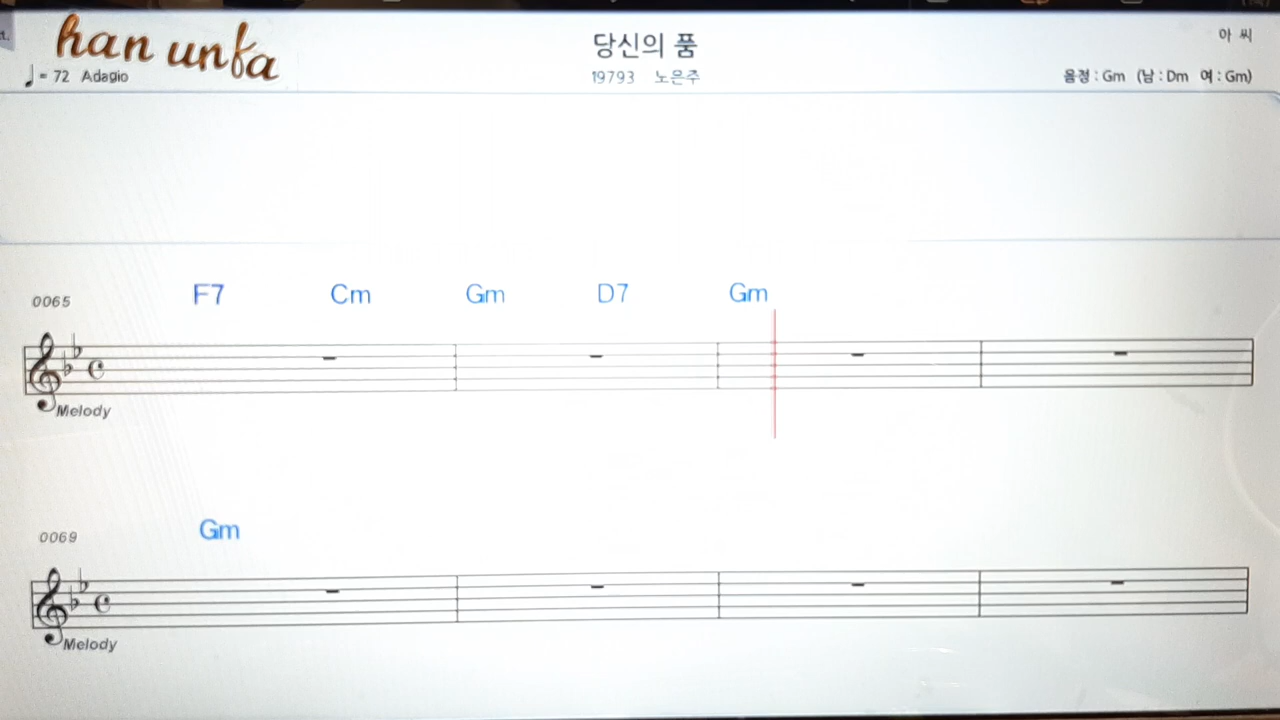 han unfa
당신의 품
아 씨
♩= 72 Adagio
19793 노은주
음정 : Gm (남 : Dm 여 : Gm)
F7 Cm Gm D7 Gm
0065
Melody
Gm
0069
Melody